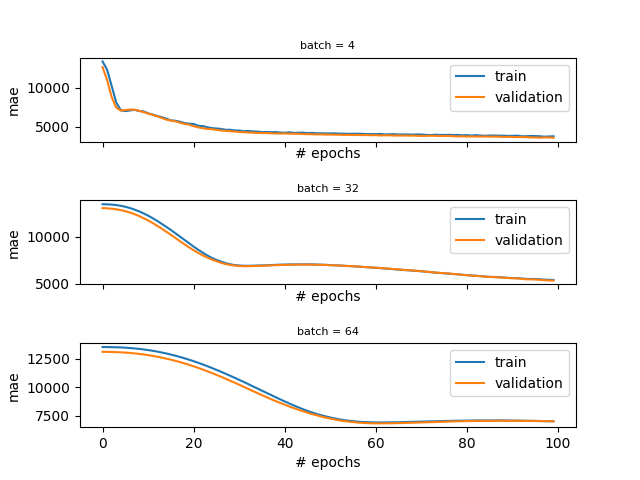 batch = 4
mae
10000
5000
train
validation
# epochs
batch = 32
mae
10000
5000
train
validation
# epochs
batch = 64
mae
12500
10000
7500
train
validation
0 20 40 60 80 100
# epochs